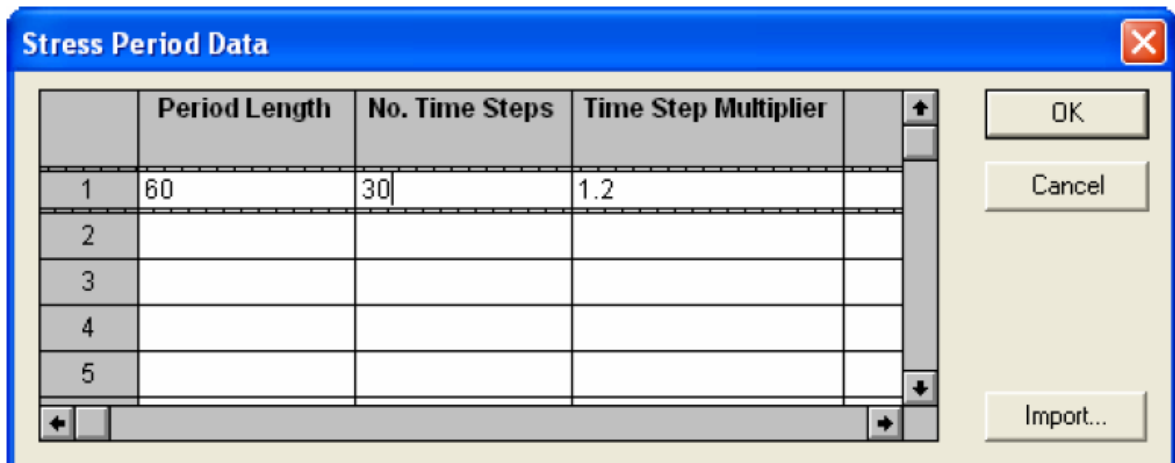 Stress Period Data
Period Length No. Time Steps Time Step Multiplier
OK
1 60 30 1.2
Cancel
2
3
4
5
Import...